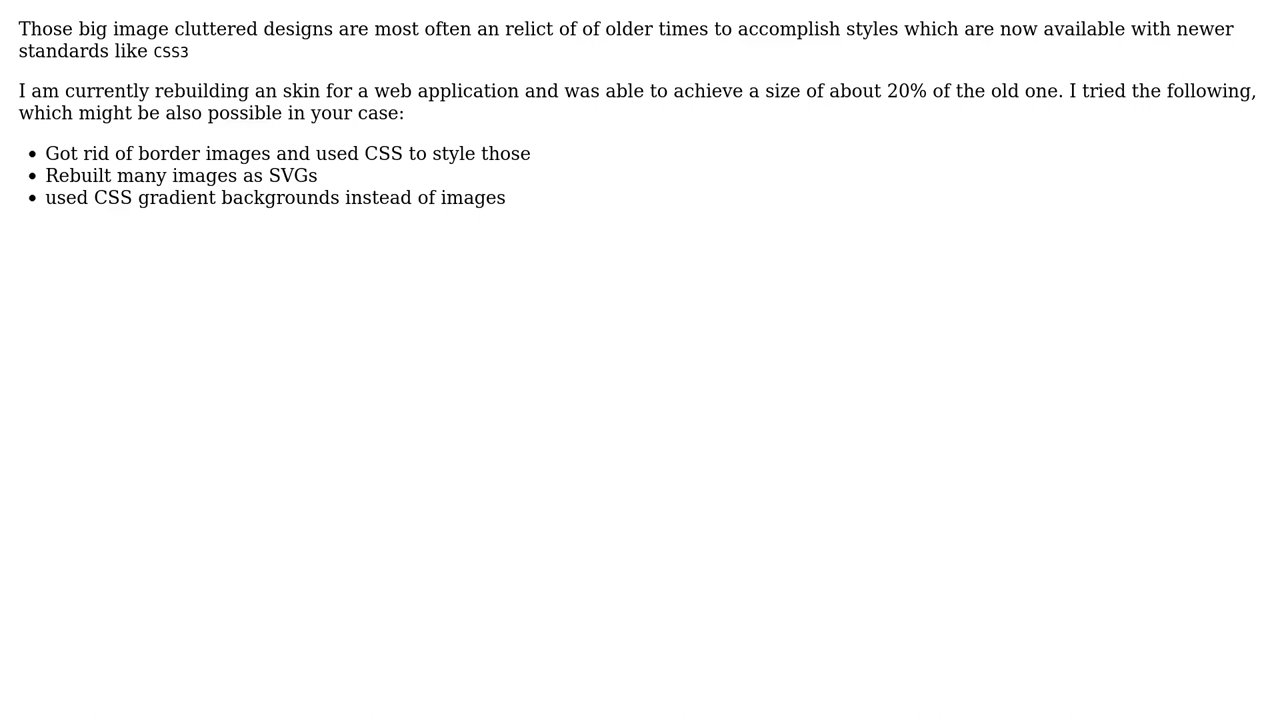 Those big image cluttered designs are most often an relict of of older times to accomplish styles which are now available with newer
standards like CSS3
I am currently rebuilding an skin for a web application and was able to achieve a size of about 20% of the old one. I tried the following,
which might be also possible in your case:
• Got rid of border images and used CSS to style those
• Rebuilt many images as SVGs
• used CSS gradient backgrounds instead of images